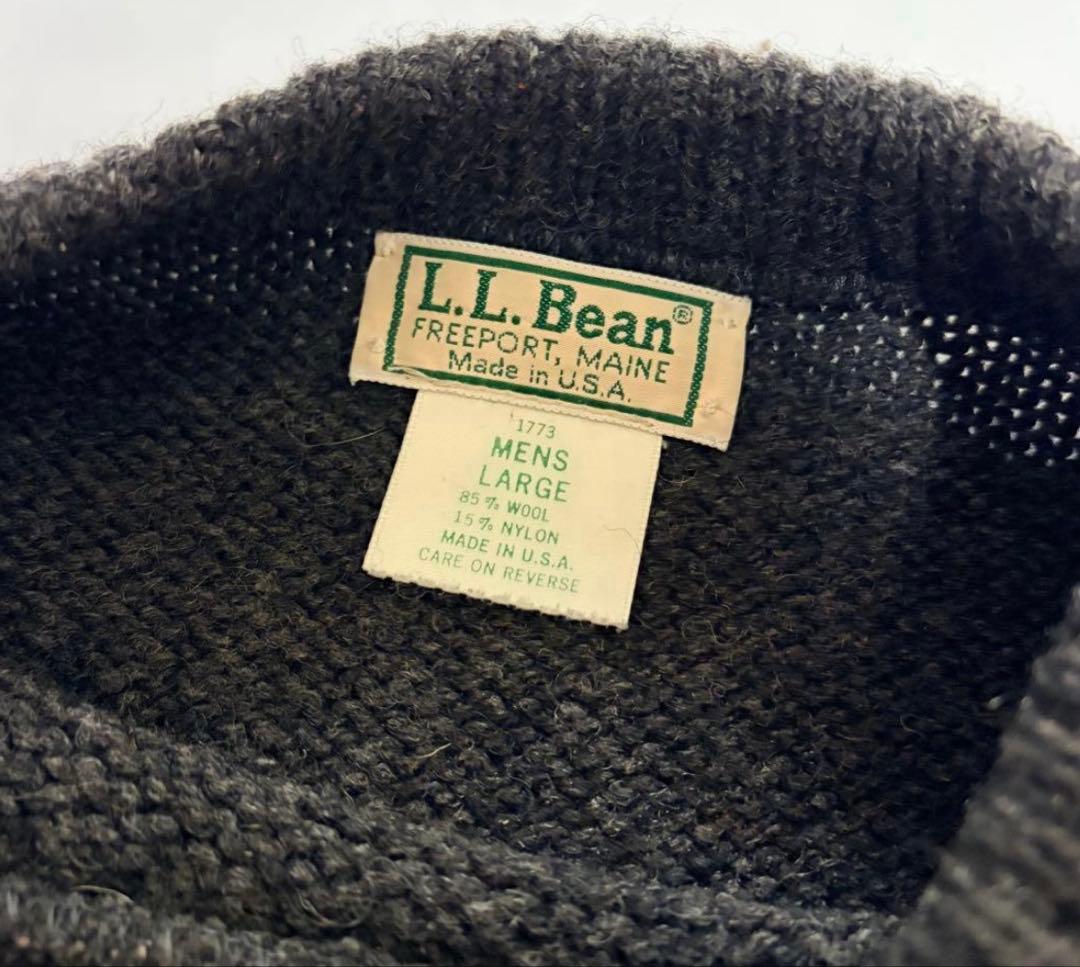 L.L.Bean®
FREEPORT, MAINE
Made in U.S.A.
1773
MENS
LARGE
85% WOOL
15% NYLON
MADE IN U.S.A.
CARE ON REVERSE